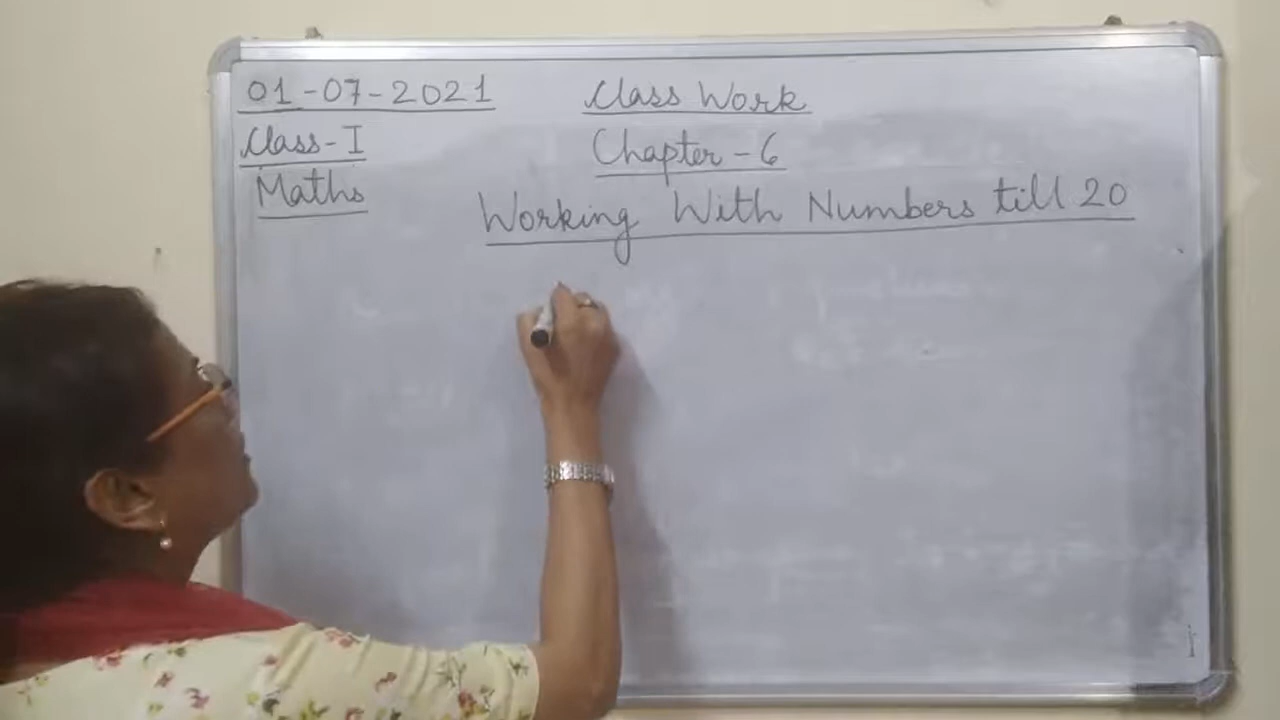 01-07-2021
Class Work
Class-I
Chapter-6
Maths
Working With Numbers till 20